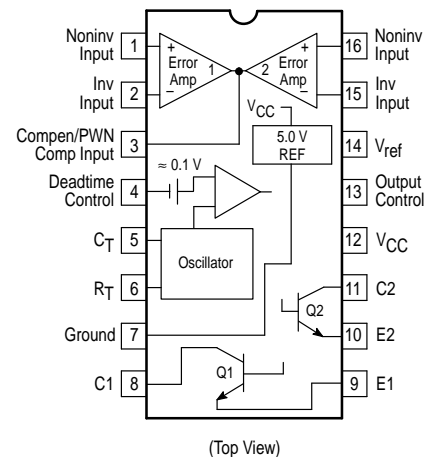 Noninv
Input
1
+
Error
Amp
1
−
Inv
Input
2
Compen/PWN
Comp Input
3
≈ 0.1 V
Deadtime
Control
4
CT
5
Oscillator
RT
6
Ground
7
C1
8
Q1
2
+
Error
Amp
−
16
Noninv
Input
15
Inv
Input
VCC
5.0 V
REF
14
Vref
13
Output
Control
12
VCC
11
C2
Q2
10
E2
9
E1
(Top View)